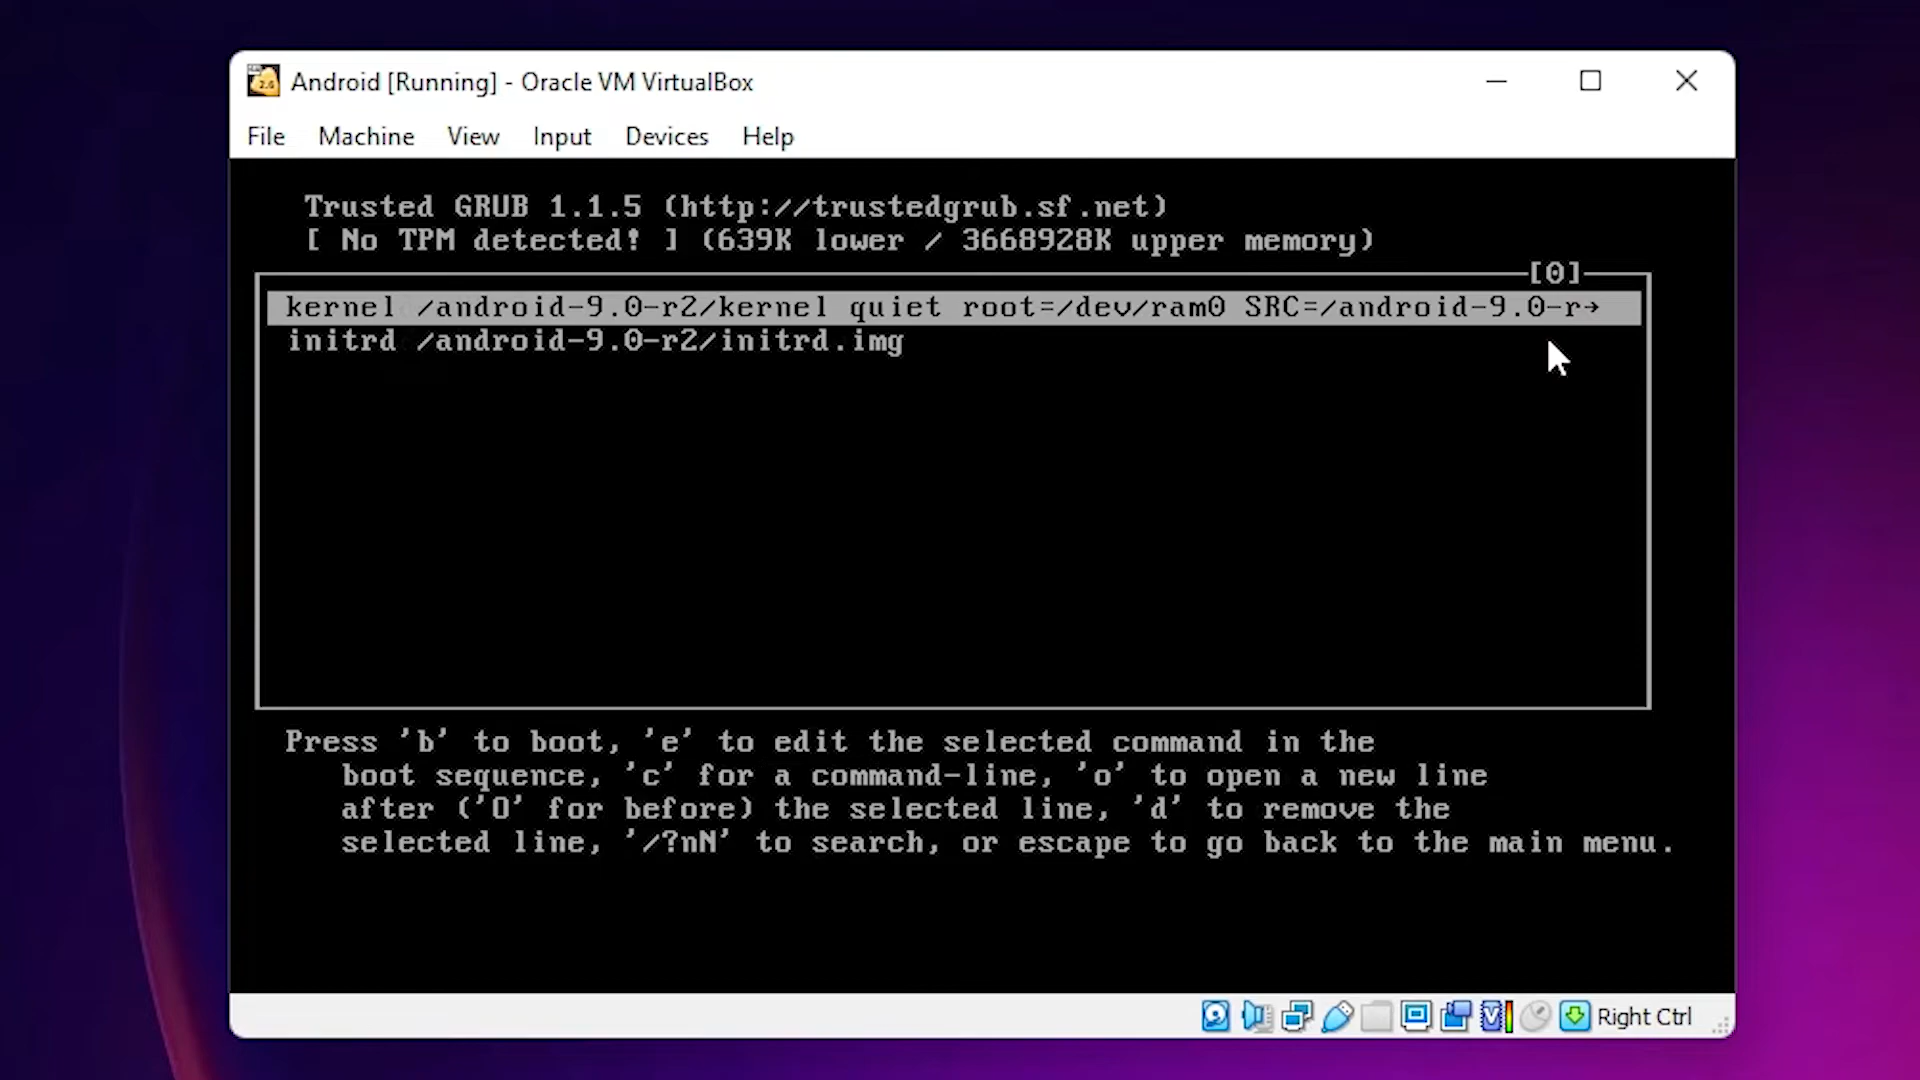 Android [Running] - Oracle VM VirtualBox
File Machine View Input Devices Help
Trusted GRUB 1.1.5 (http://trustedgrub.sf.net)
[ No TPM detected! ] (639K lower / 3668928K upper memory)
[0]
kernel /android-9.0-r2/kernel quiet root=/dev/ram0 SRC=/android-9.0-r→
initrd /android-9.0-r2/initrd.img
Press 'b' to boot, 'e' to edit the selected command in the
boot sequence, 'c' for a command-line, 'o' to open a new line
after ('O' for before) the selected line, 'd' to remove the
selected line, '/?nN' to search, or escape to go back to the main menu.
Right Ctrl